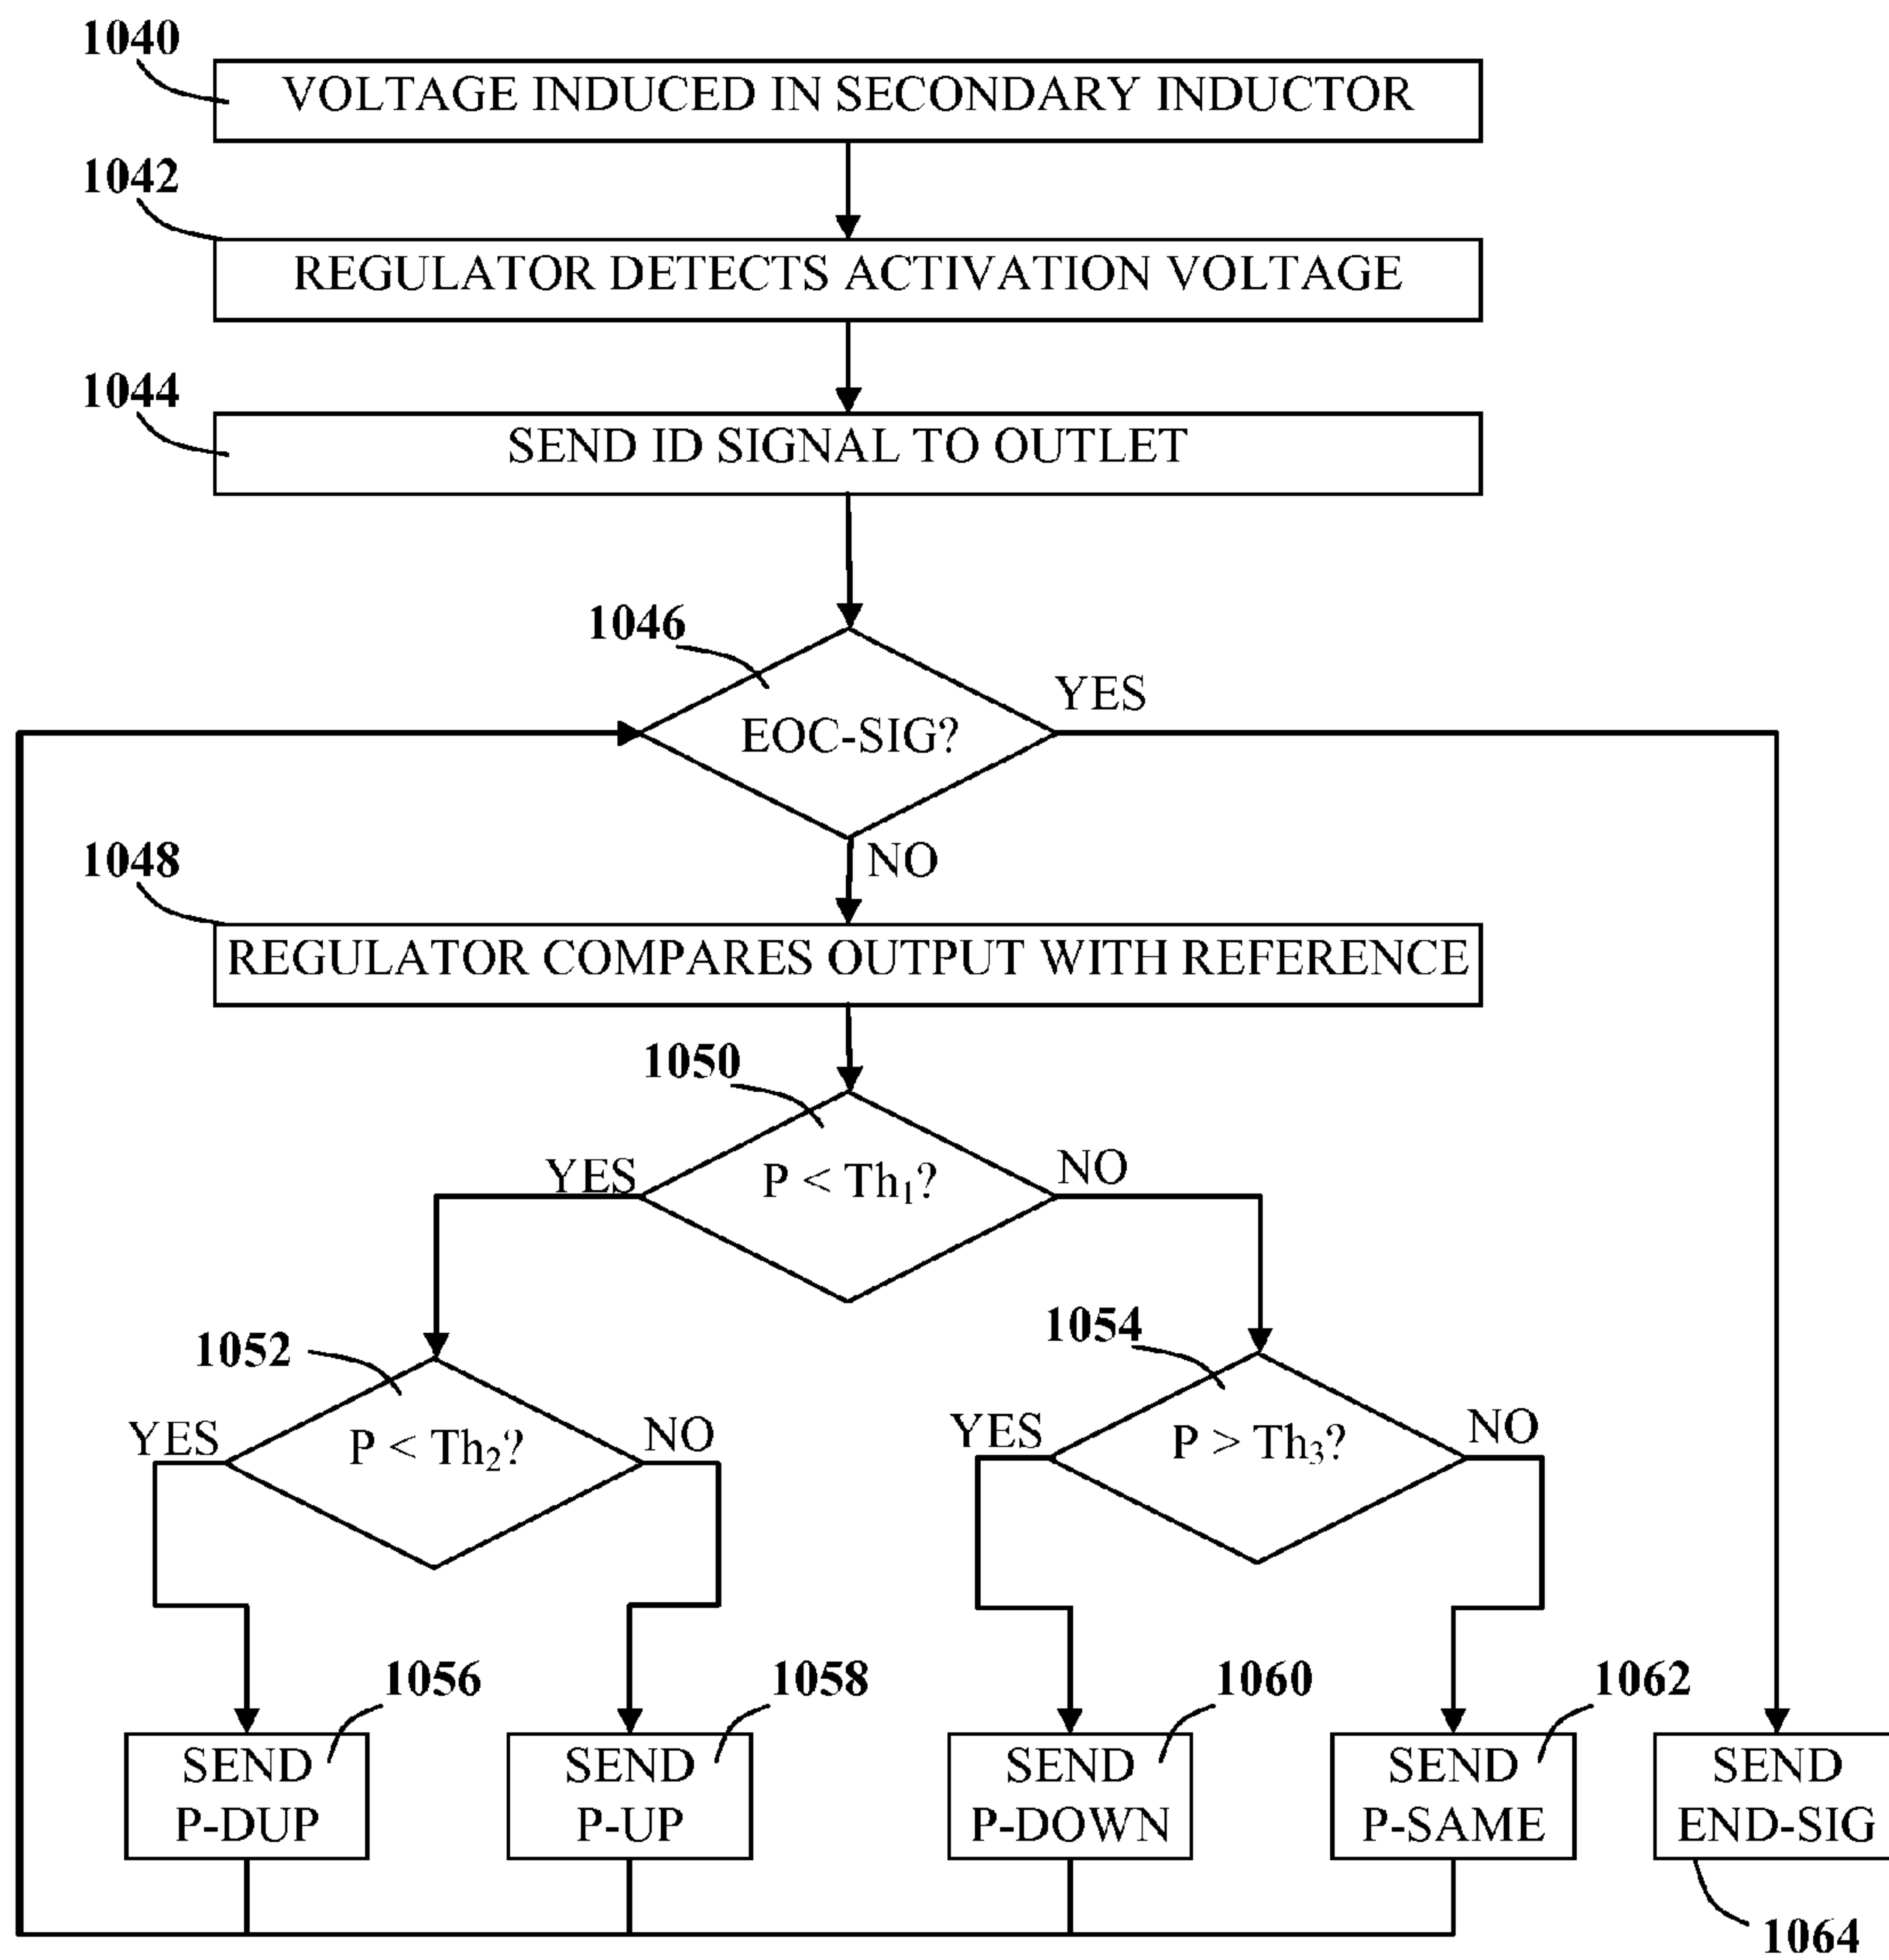 1040
VOLTAGE INDUCED IN SECONDARY INDUCTOR
1042
REGULATOR DETECTS ACTIVATION VOLTAGE
1044
SEND ID SIGNAL TO OUTLET
1046
YES
EOC-SIG?
NO
1048
REGULATOR COMPARES OUTPUT WITH REFERENCE
1050
YES
P < Th₁?
NO
1052
1054
YES
P < Th₂?
NO
YES
P > Th₃?
NO
1056
1058
1060
1062
SEND
P-DUP
SEND
P-UP
SEND
P-DOWN
SEND
P-SAME
SEND
END-SIG
1064